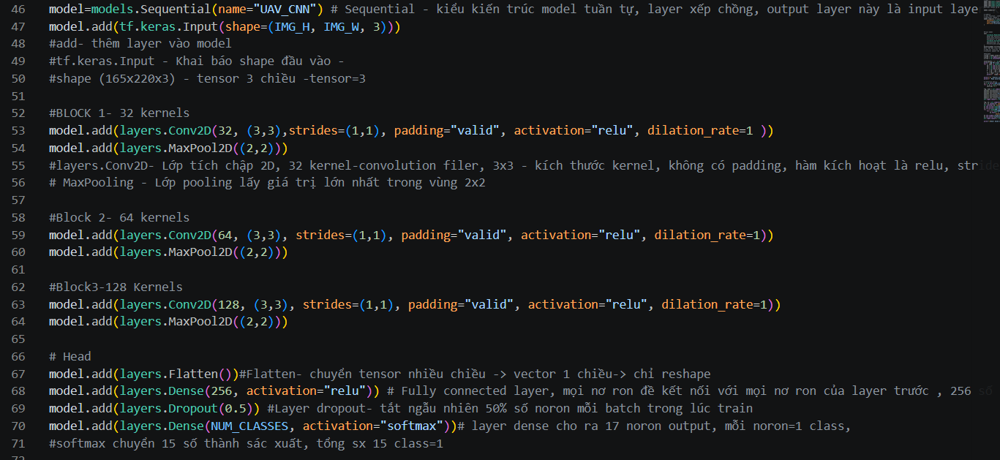 46 model=models.Sequential(name="UAV_CNN") # Sequential - kiểu kiến trúc model tuần tự, layer xếp chồng, output layer này là input laye
47 model.add(tf.keras.Input(shape=(IMG_H, IMG_W, 3)))
48 #add- thêm layer vào model
49 #tf.keras.Input - Khai báo shape đầu vào -
50 #shape (165x220x3) - tensor 3 chiều -tensor=3
51
52 #BLOCK 1- 32 kernels
53 model.add(layers.Conv2D(32, (3,3),strides=(1,1), padding="valid", activation="relu", dilation_rate=1 ))
54 model.add(layers.MaxPool2D((2,2)))
55 #layers.Conv2D- Lớp tích chập 2D, 32 kernel-convolution filer, 3x3 - kích thước kernel, không có padding, hàm kích hoạt là relu, stride
56 # MaxPooling - Lớp pooling lấy giá trị lớn nhất trong vùng 2x2
57
58 #Block 2- 64 kernels
59 model.add(layers.Conv2D(64, (3,3), strides=(1,1), padding="valid", activation="relu", dilation_rate=1))
60 model.add(layers.MaxPool2D((2,2)))
61
62 #Block3-128 Kernels
63 model.add(layers.Conv2D(128, (3,3), strides=(1,1), padding="valid", activation="relu", dilation_rate=1))
64 model.add(layers.MaxPool2D((2,2)))
65
66 # Head
67 model.add(layers.Flatten())#Flatten- chuyển tensor nhiều chiều -> vector 1 chiều-> chỉ reshape
68 model.add(layers.Dense(256, activation="relu")) # Fully connected layer, mọi nơ ron đề kết nối với mọi nơ ron của layer trước , 256 số
69 model.add(layers.Dropout(0.5)) #Layer dropout- tắt ngẫu nhiên 50% số noron mỗi batch trong lúc train
70 model.add(layers.Dense(NUM_CLASSES, activation="softmax"))# layer dense cho ra 17 noron output, mỗi noron=1 class,
71 #softmax chuyển 15 số thành sác xuất, tổng sx 15 class=1